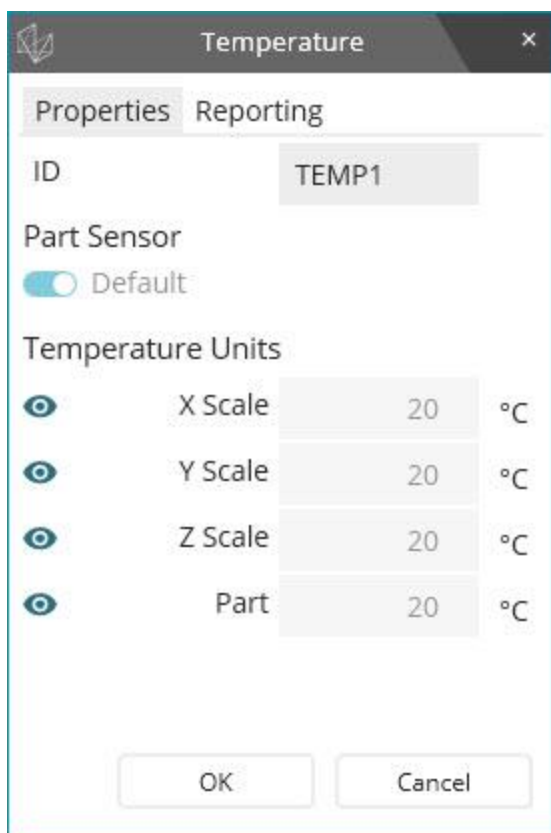 Temperature ×
Properties Reporting
ID TEMP1
Part Sensor
Default
Temperature Units
X Scale 20 °C
Y Scale 20 °C
Z Scale 20 °C
Part 20 °C
OK Cancel